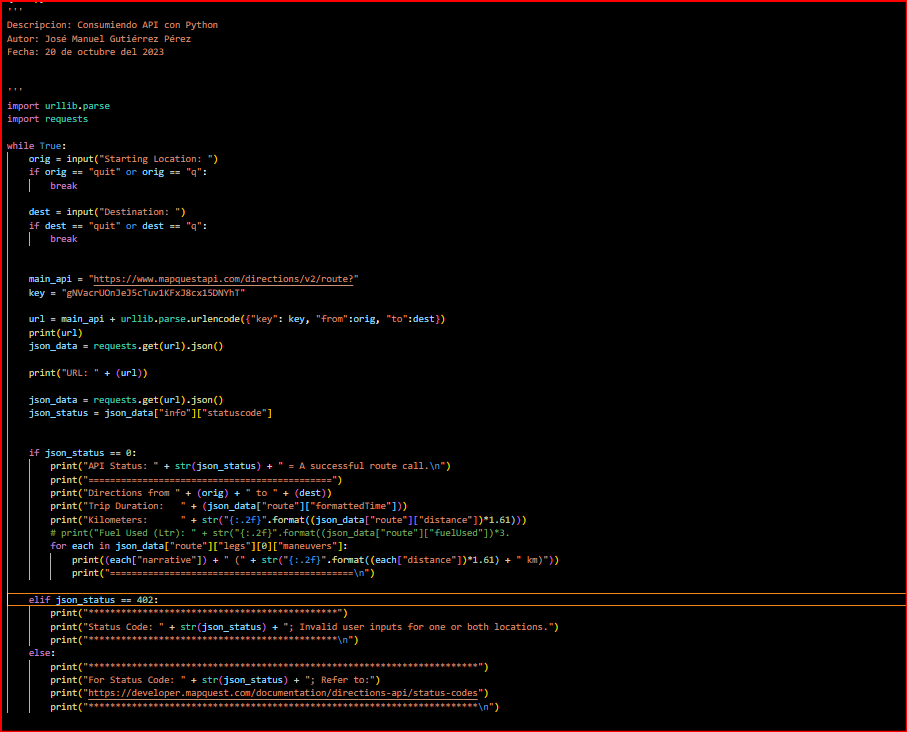 '''
Descripcion: Consumiendo API con Python
Autor: José Manuel Gutiérrez Pérez
Fecha: 20 de octubre del 2023
'''
import urllib.parse
import requests
while True:
orig = input("Starting Location: ")
if orig == "quit" or orig == "q":
break
dest = input("Destination: ")
if dest == "quit" or dest == "q":
break
main_api = "https://www.mapquestapi.com/directions/v2/route?"
key = "gNVacrUOnJeJ5cTuv1KFxJ8cx15DNYhT"
url = main_api + urllib.parse.urlencode({"key": key, "from":orig, "to":dest})
print(url)
json_data = requests.get(url).json()
print("URL: " + (url))
json_data = requests.get(url).json()
json_status = json_data["info"]["statuscode"]
if json_status == 0:
print("API Status: " + str(json_status) + " = A successful route call.\n")
print("=============================================")
print("Directions from " + (orig) + " to " + (dest))
print("Trip Duration:   " + (json_data["route"]["formattedTime"]))
print("Kilometers:      " + str("{:.2f}".format((json_data["route"]["distance"])*1.61)))
# print("Fuel Used (Ltr): " + str("{:.2f}".format((json_data["route"]["fuelUsed"])*3.
for each in json_data["route"]["legs"][0]["maneuvers"]:
print((each["narrative"]) + " (" + str("{:.2f}".format((each["distance"])*1.61) + " km)"))
print("=============================================\n")
elif json_status == 402:
print("**********************************************")
print("Status Code: " + str(json_status) + "; Invalid user inputs for one or both locations.")
print("**********************************************\n")
else:
print("************************************************************************")
print("For Status Code: " + str(json_status) + "; Refer to:")
print("https://developer.mapquest.com/documentation/directions-api/status-codes")
print("************************************************************************\n")